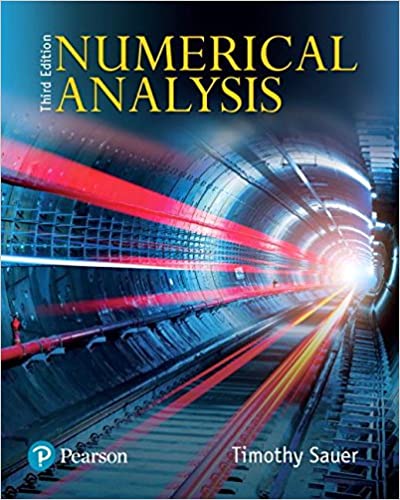 Third Edition
NUMERICAL
ANALYSIS
Pearson
Timothy Sauer